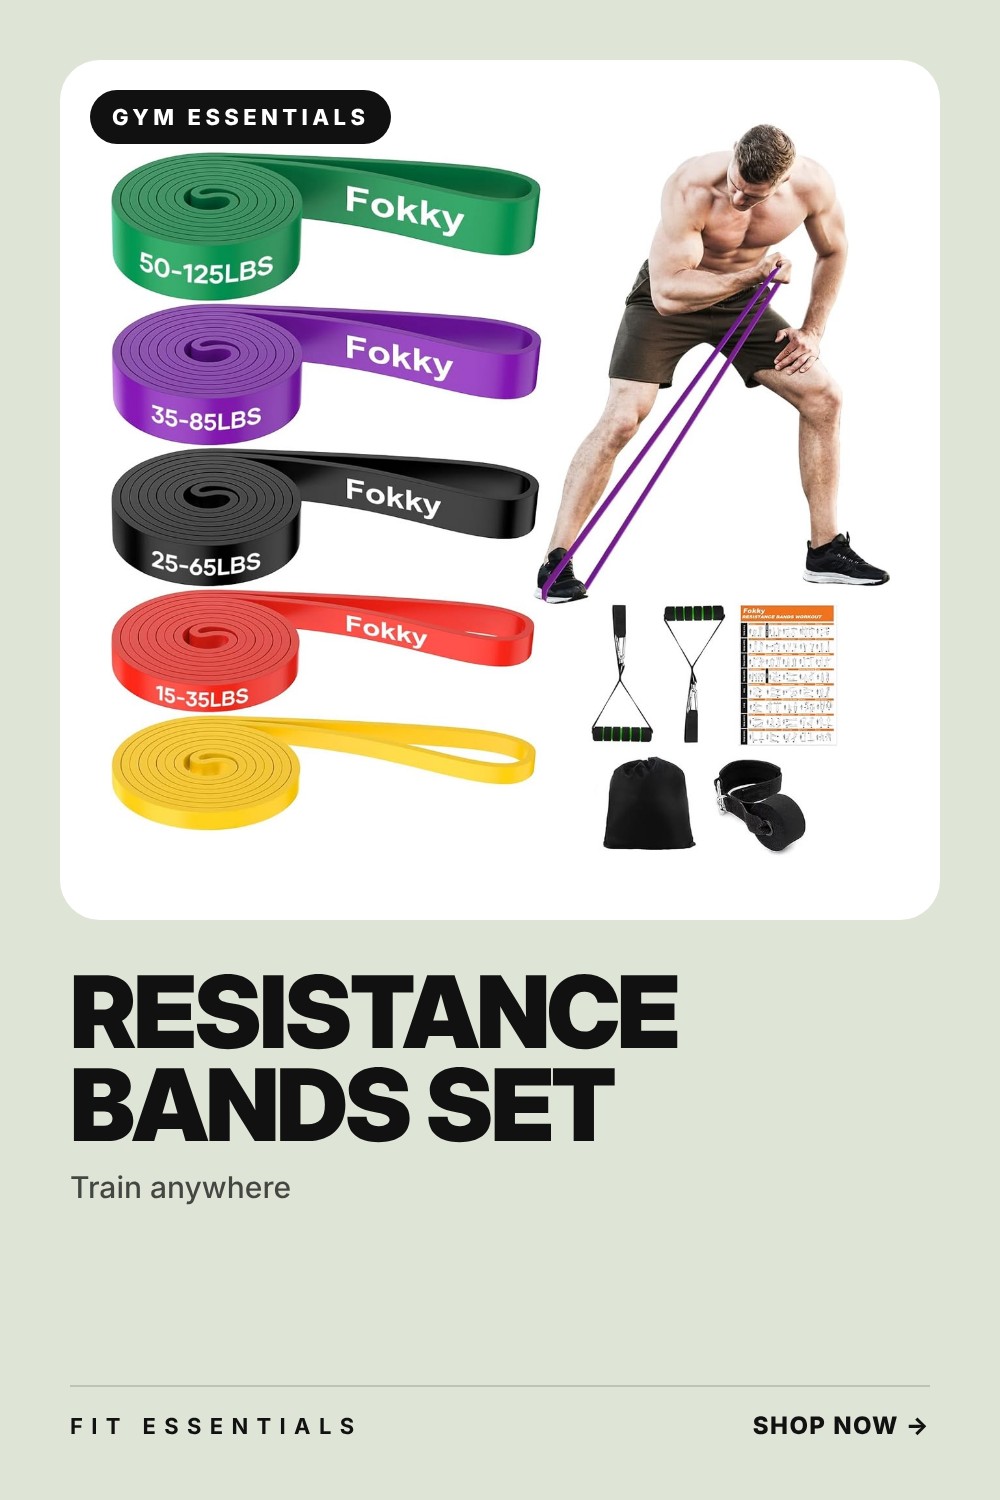 GYM ESSENTIALS
Fokky
50-125LBS
Fokky
35-85LBS
Fokky
25-65LBS
Fokky
15-35LBS
Fokky
RESISTANCE BANDS WORKOUT
RESISTANCE
BANDS SET
Train anywhere
FIT ESSENTIALS
SHOP NOW →